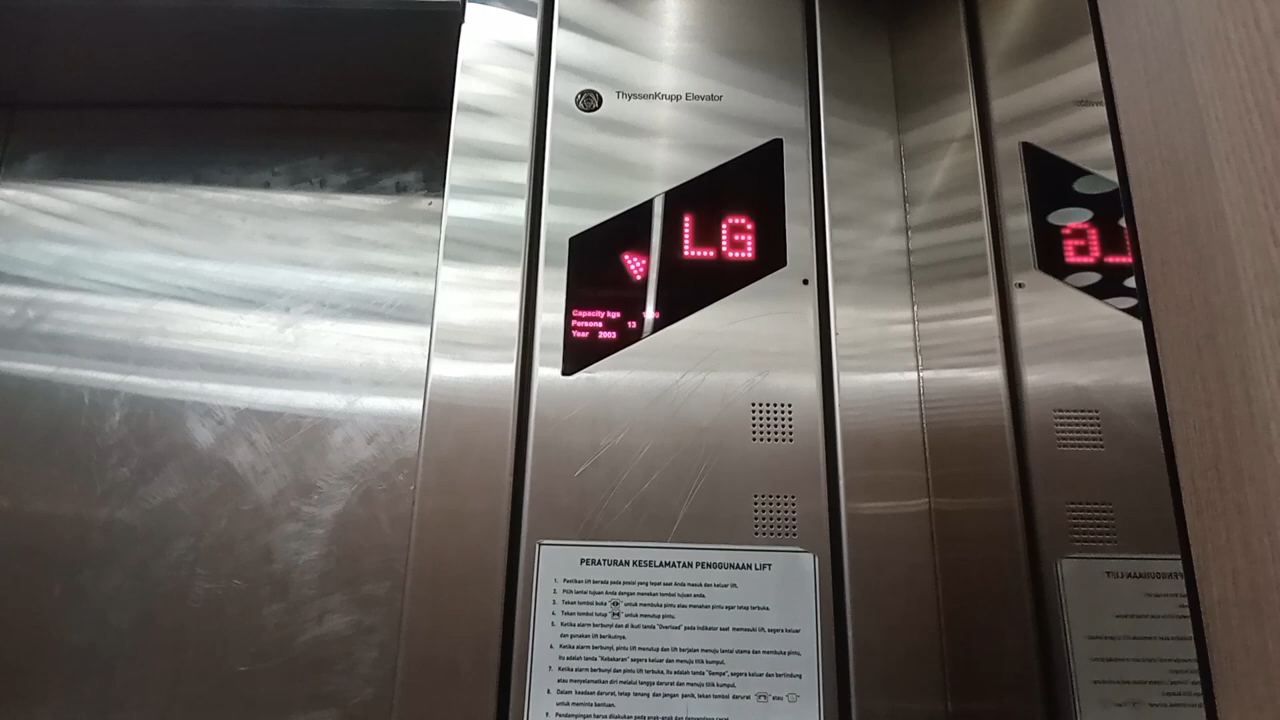 ThyssenKrupp Elevator
LG
Capacity kgs
Persons 13
Year 2003
PERATURAN KESELAMATAN PENGGUNAAN LIFT
1. Pastikan lift berada pada posisi yang tepat saat Anda masuk dan keluar lift.
2. Pilih lantai tujuan Anda dengan menekan tombol tujuan anda.
3. Tekan tombol buka " " untuk membuka pintu atau menahan pintu agar tetap terbuka.
4. Tekan tombol tutup " " untuk menutup pintu.
5. Ketika alarm berbunyi dan di ikuti tanda "Overload" pada indikator saat memasuki lift, segera keluar
dan gunakan lift berikutnya.
6. Ketika alarm berbunyi, pintu lift menutup dan lift berjalan menuju lantai utama dan membuka pintu,
itu adalah tanda "Kebakaran" segera keluar dan menuju titik kumpul.
7. Ketika alarm berbunyi dan pintu lift terbuka, itu adalah tanda "Gempa", segera keluar dan berlindung
atau menyelamatkan diri melalui tangga darurat dan menuju titik kumpul.
8. Dalam keadaan darurat, tetap tenang dan jangan panik, tekan tombol darurat " " atau " "
untuk meminta bantuan.
9. Pendampingan harus dilakukan pada anak-anak dan